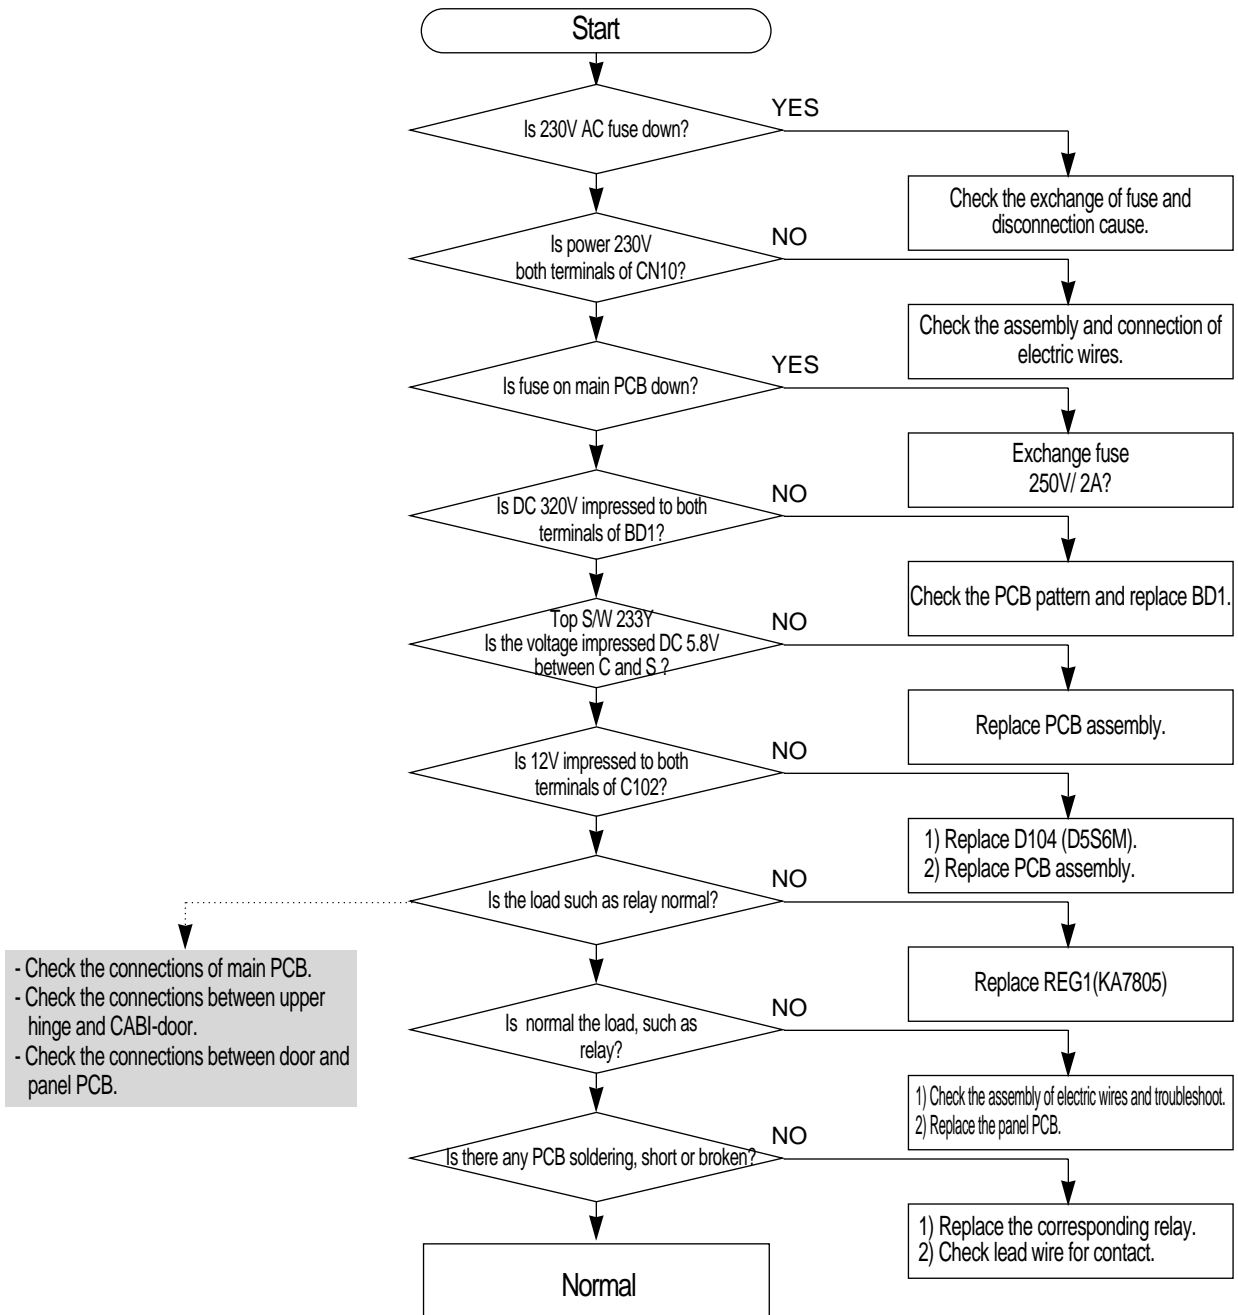 Start
Is 230V AC fuse down?
YES
Check the exchange of fuse and
disconnection cause.
Is power 230V
both terminals of CN10?
NO
Check the assembly and connection of
electric wires.
Is fuse on main PCB down?
YES
Exchange fuse
250V/ 2A?
Is DC 320V impressed to both
terminals of BD1?
NO
Check the PCB pattern and replace BD1.
Top S/W 233Y
Is the voltage impressed DC 5.8V
between C and S ?
NO
Replace PCB assembly.
Is 12V impressed to both
terminals of C102?
NO
1) Replace D104 (D5S6M).
2) Replace PCB assembly.
Is the load such as relay normal?
NO
Replace REG1(KA7805)
- Check the connections of main PCB.
- Check the connections between upper
hinge and CABI-door.
- Check the connections between door and
panel PCB.
Is normal the load, such as
relay?
NO
1) Check the assembly of electric wires and troubleshoot.
2) Replace the panel PCB.
Is there any PCB soldering, short or broken?
NO
1) Replace the corresponding relay.
2) Check lead wire for contact.
Normal